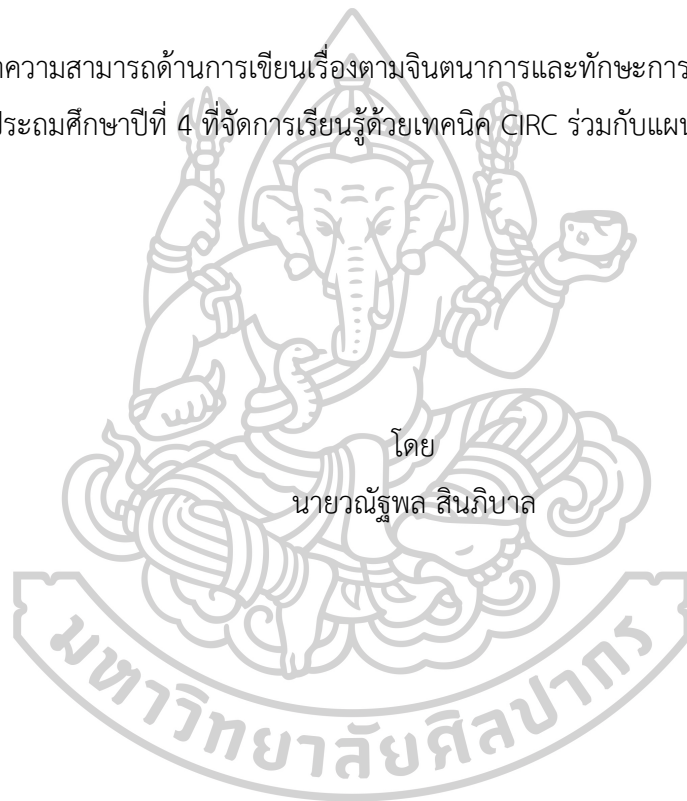 ความสามารถด้านการเขียนเรื่องตามจินตนาการและทักษะการ
ประถมศึกษาปีที่ 4 ที่จัดการเรียนรู้ด้วยเทคนิค CIRC ร่วมกับแผน
โดย
นายวณัฐพล สินภิบาล
มหาวิทยาลัยศิลปากร